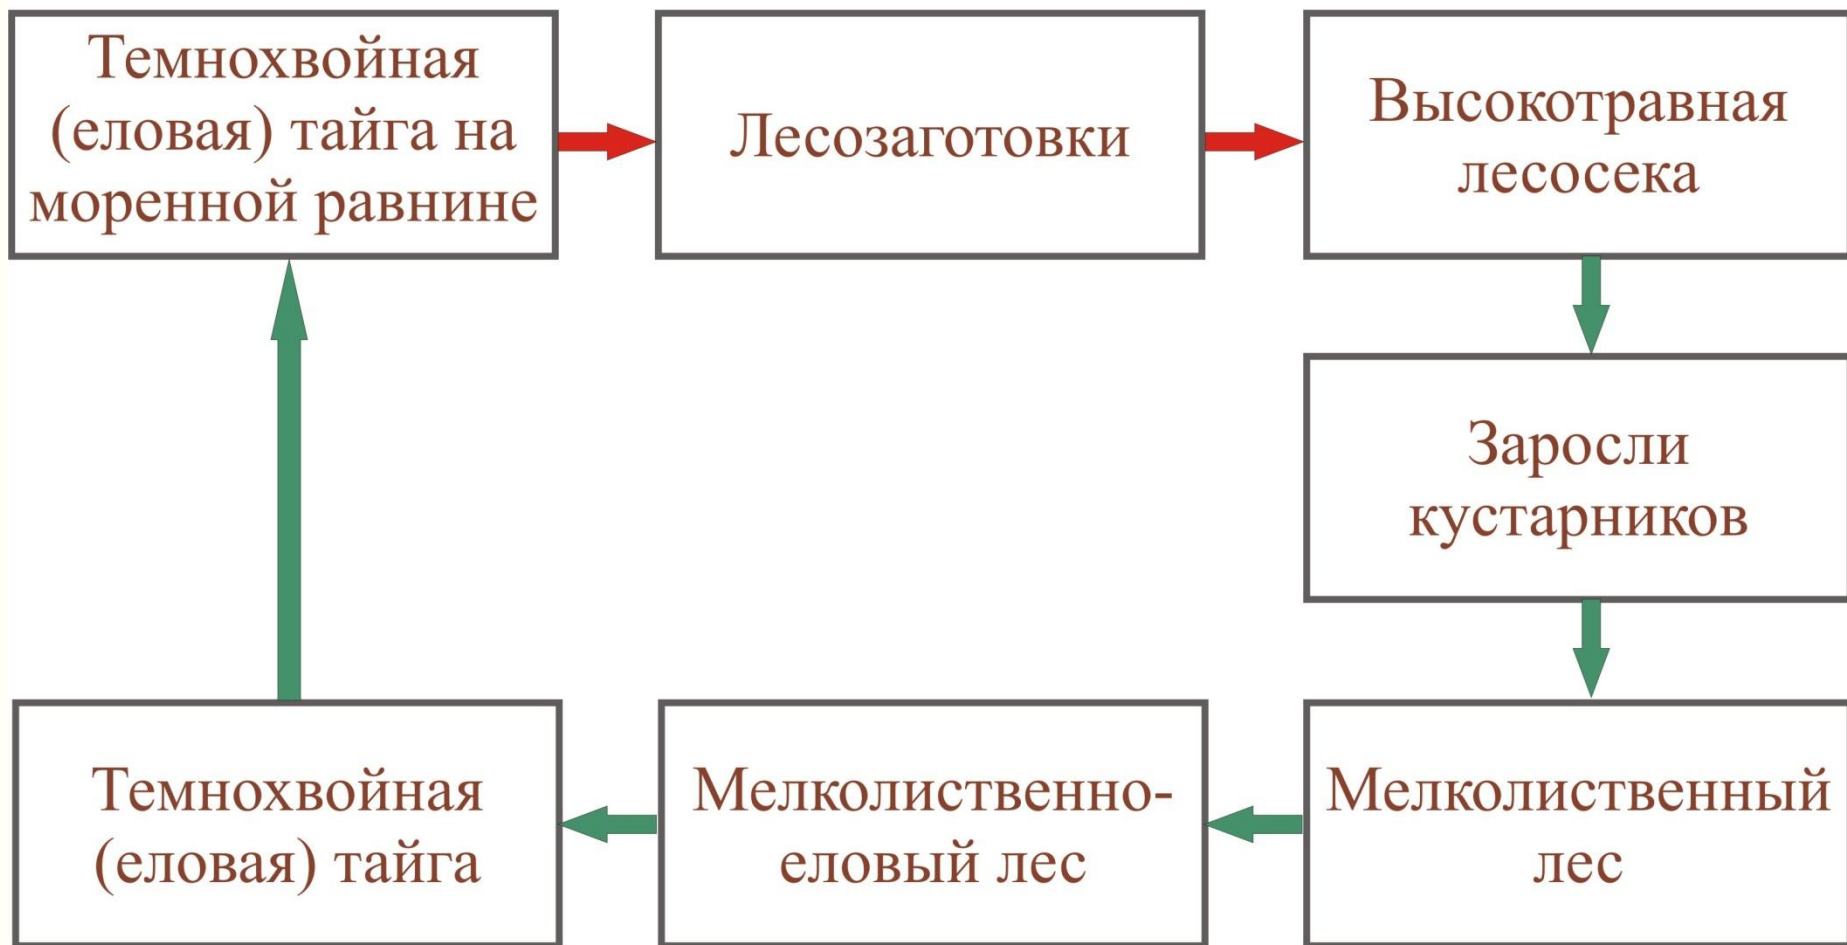 Темнохвойная
(еловая) тайга на
моренной равнине
Лесозаготовки
Высокотравная
лесосека
Заросли
кустарников
Темнохвойная
(еловая) тайга
Мелколиственно-
еловый лес
Мелколиственный
лес